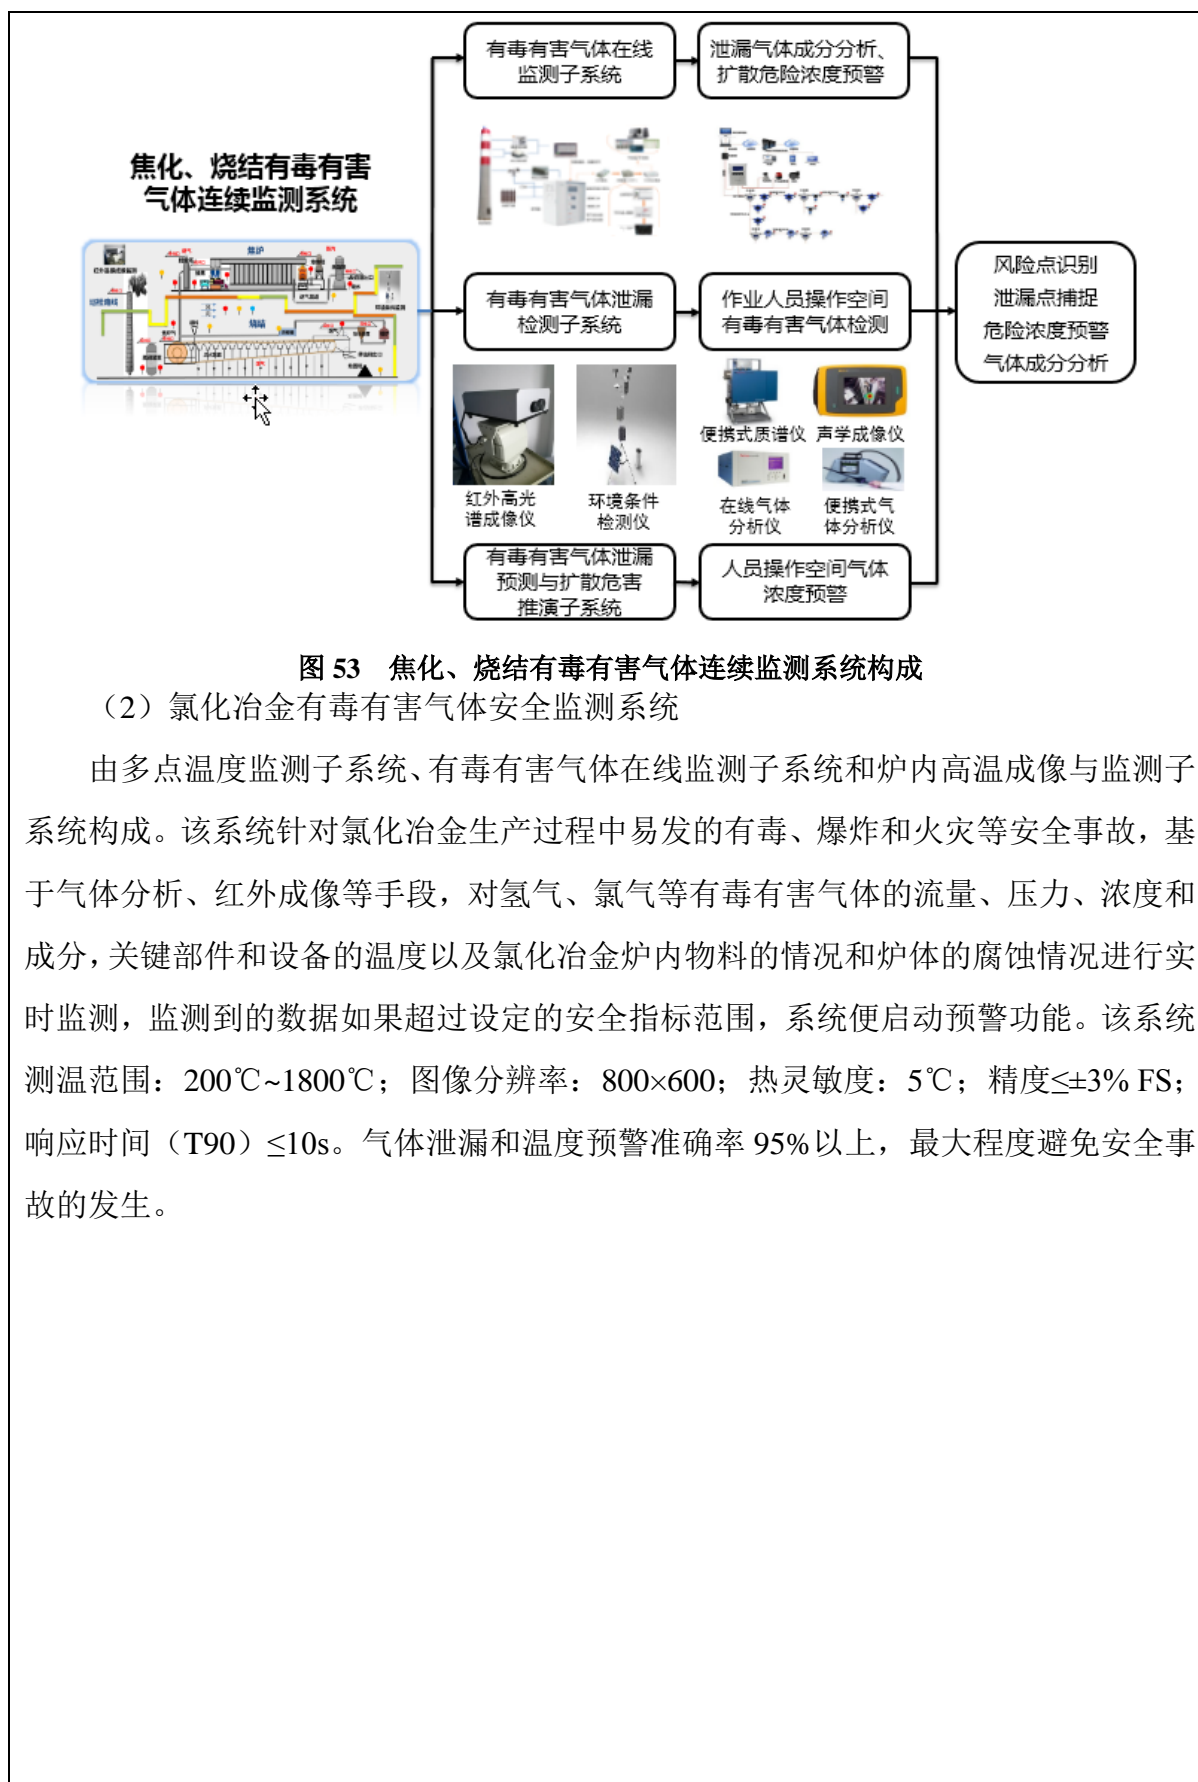 有毒有害气体在线
监测子系统
泄漏气体成分分析、
扩散危险浓度预警
焦化、烧结有毒有害
气体连续监测系统
焦炉
烧结
有毒有害气体泄漏
检测子系统
作业人员操作空间
有毒有害气体检测
风险点识别
泄漏点捕捉
危险浓度预警
气体成分分析
便携式质谱仪
声学成像仪
红外高光
谱成像仪
环境条件
检测仪
在线气体
分析仪
便携式气
体分析仪
有毒有害气体泄漏
预测与扩散危害
推演子系统
人员操作空间气体
浓度预警
图 53 焦化、烧结有毒有害气体连续监测系统构成
（2）氯化冶金有毒有害气体安全监测系统
由多点温度监测子系统、有毒有害气体在线监测子系统和炉内高温成像与监测子
系统构成。该系统针对氯化冶金生产过程中易发的有毒、爆炸和火灾等安全事故，基
于气体分析、红外成像等手段，对氢气、氯气等有毒有害气体的流量、压力、浓度和
成分，关键部件和设备的温度以及氯化冶金炉内物料的情况和炉体的腐蚀情况进行实
时监测，监测到的数据如果超过设定的安全指标范围，系统便启动预警功能。该系统
测温范围：200℃~1800℃；图像分辨率：800×600；热灵敏度：5℃；精度≤±3% FS；
响应时间（T90）≤10s。气体泄漏和温度预警准确率 95%以上，最大程度避免安全事
故的发生。